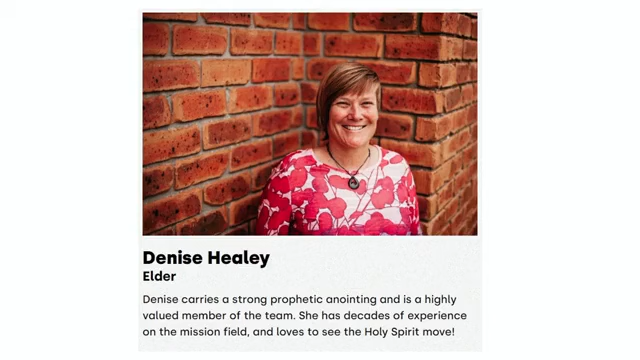 Denise Healey
Elder
Denise carries a strong prophetic anointing and is a highly
valued member of the team. She has decades of experience
on the mission field, and loves to see the Holy Spirit move!